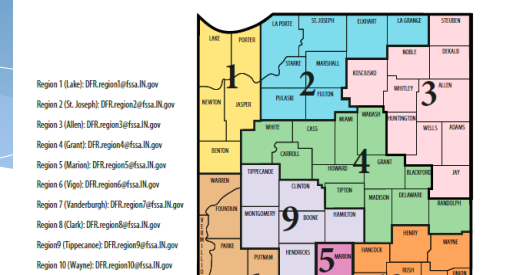 Region 1 (Lake): DFR.region1@fssa.IN.gov
Region 2 (St. Joseph): DFR.region2@fssa.IN.gov
Region 3 (Allen): DFR.region3@fssa.IN.gov
Region 4 (Grant): DFR.region4@fssa.IN.gov
Region 5 (Marion): DFR.region5@fssa.IN.gov
Region 6 (Vigo): DFR.region6@fssa.IN.gov
Region 7 (Vanderburgh): DFR.region7@fssa.IN.gov
Region 8 (Clark): DFR.region8@fssa.IN.gov
Region9 (Tippecanoe): DFR.region9@fssa.IN.gov
Region 10 (Wayne): DFR.region10@fssa.IN.gov
LA PORTE
ST. JOSEPH
ELKHART
LA GRANGE
STEUBEN
LAKE
PORTER
NOBLE
DEKALB
STARKE
MARSHALL
KOSCIUSKO
1
2
WHITLEY
3
ALLEN
NEWTON
JASPER
PULASKI
FULTON
MIAMI
WABASH
HUNTINGTON
WELLS
ADAMS
WHITE
CASS
BENTON
CARROLL
4
GRANT
HOWARD
BLACKFORD
JAY
WARREN
TIPPECANOE
CLINTON
TIPTON
MADISON
DELAWARE
RANDOLPH
FOUNTAIN
MONTGOMERY
9
BOONE
HAMILTON
VERMILLIO
PARKE
PUTNAM
HENDRICKS
5
MARION
HANCOCK
HENRY
WAYNE
RUSH
UNION